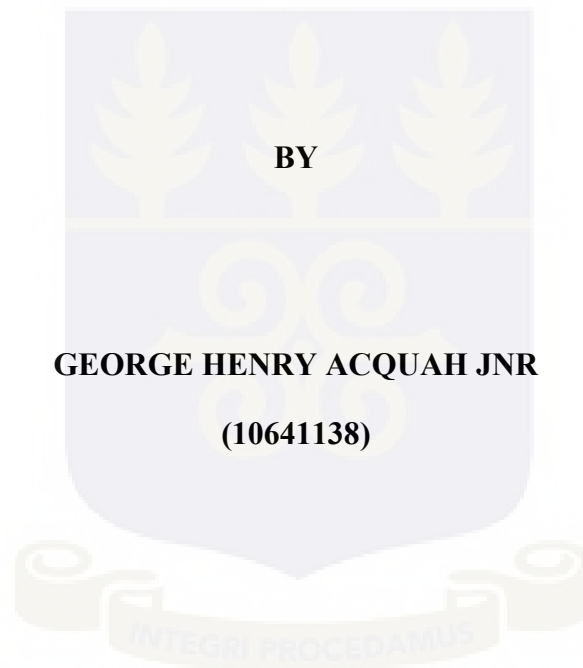 BY
GEORGE HENRY ACQUAH JNR
(10641138)
INTEGRI PROCEDAMUS